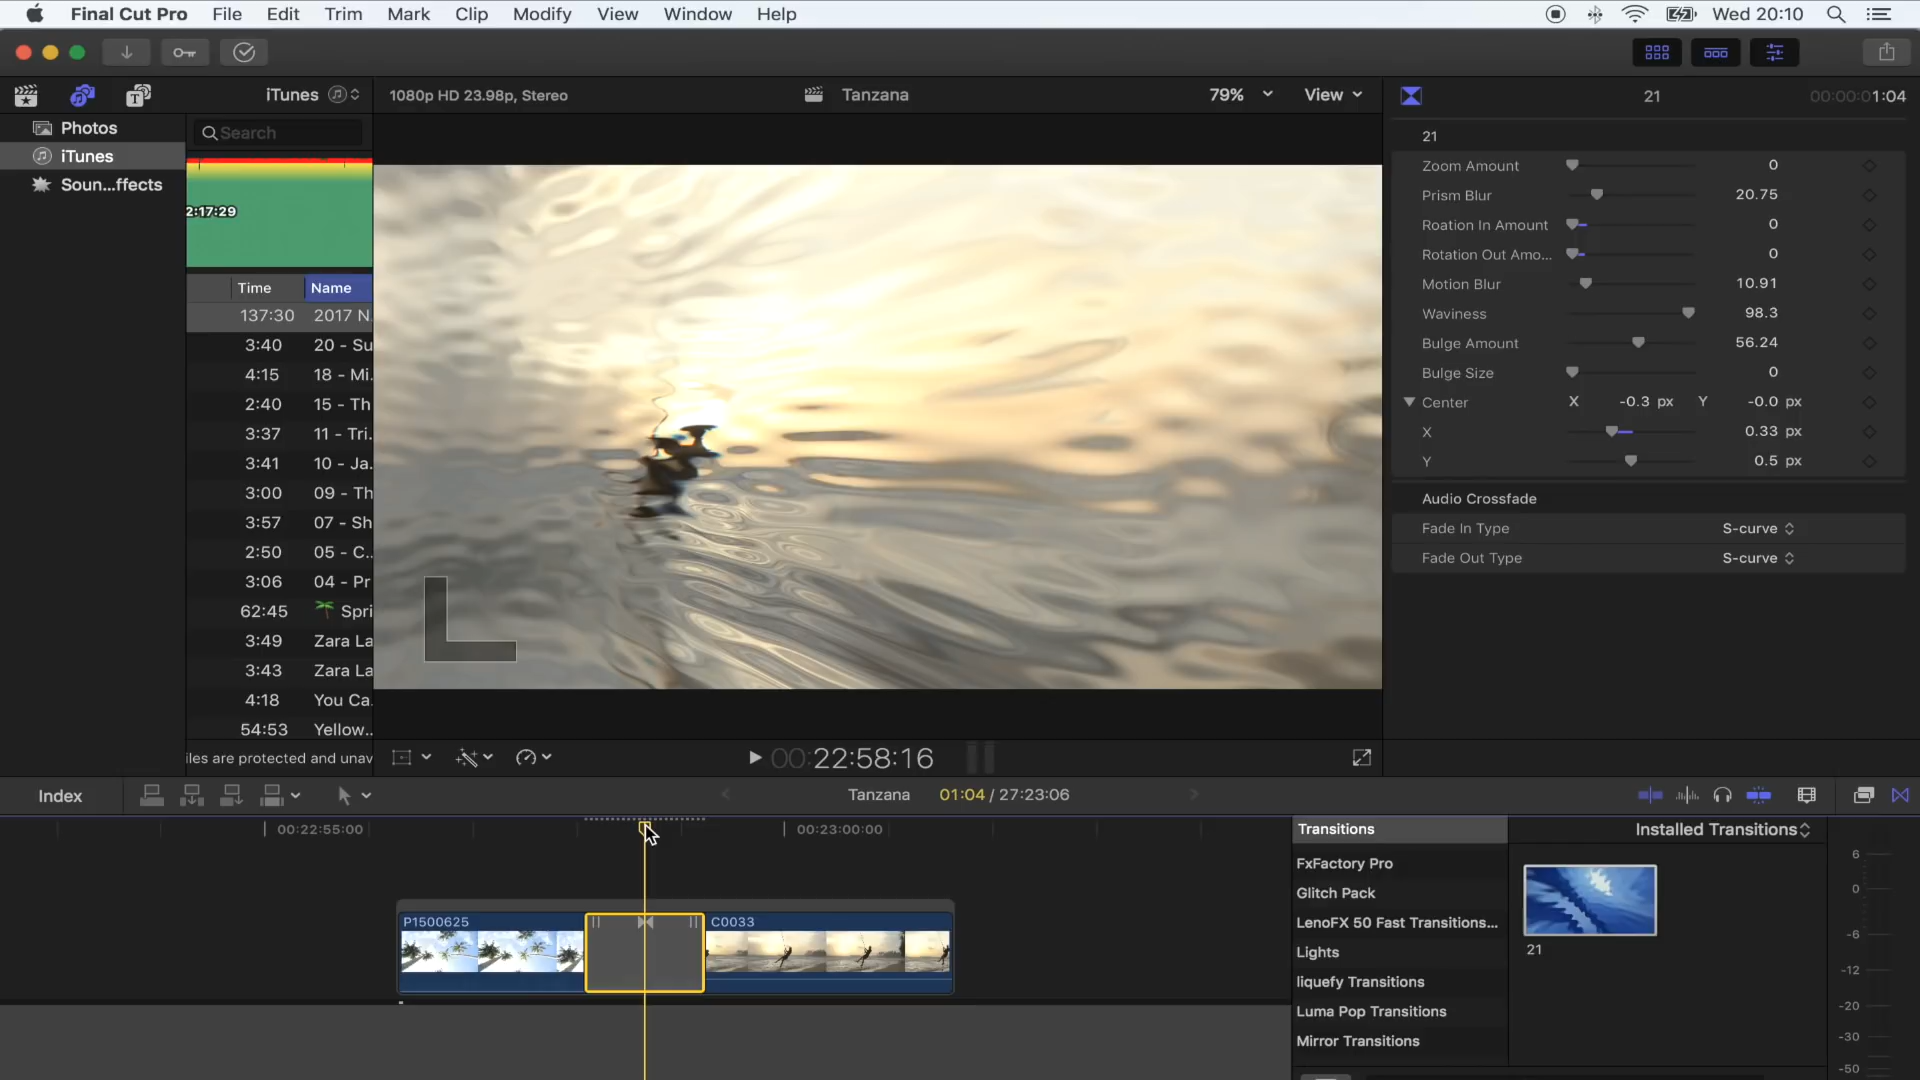 Final Cut Pro File Edit Trim Mark Clip Modify View Window Help Wed 20:10
iTunes 1080p HD 23.98p, Stereo Tanzana 79% View 21 00:00:01:04
Photos
iTunes
Soun...ffects
Search
2:17:29
Time Name
137:30 2017 N
3:40 20 - Su
4:15 18 - Mi.
2:40 15 - Th
3:37 11 - Tri.
3:41 10 - Ja.
3:00 09 - Th
3:57 07 - Sh
2:50 05 - C..
3:06 04 - Pr
62:45 🌴 Spri
3:49 Zara La
3:43 Zara La
4:18 You Ca
54:53 Yellow..
iles are protected and unav
00:22:58:16
21
Zoom Amount 0
Prism Blur 20.75
Roation In Amount 0
Rotation Out Amo... 0
Motion Blur 10.91
Waviness 98.3
Bulge Amount 56.24
Bulge Size 0
Center X -0.3 px Y -0.0 px
X 0.33 px
Y 0.5 px
Audio Crossfade
Fade In Type S-curve
Fade Out Type S-curve
Index Tanzana 01:04 / 27:23:06
00:22:55:00 00:23:00:00
P1500625 C0033
Transitions Installed Transitions
FxFactory Pro
Glitch Pack
LenoFX 50 Fast Transitions...
Lights
liquefy Transitions
Luma Pop Transitions
Mirror Transitions
21
6
0
-6
-12
-20
-30
-50